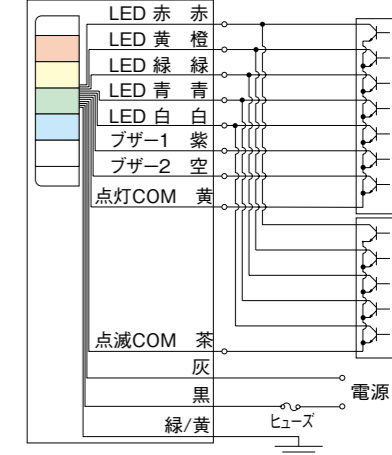 LED 赤 赤
LED 黄 橙
LED 緑 緑
LED 青 青
LED 白 白
ブザー1 紫
ブザー2 空
点灯COM 黄
点滅COM 茶
灰
黒
緑/黄
電源
ヒューズ